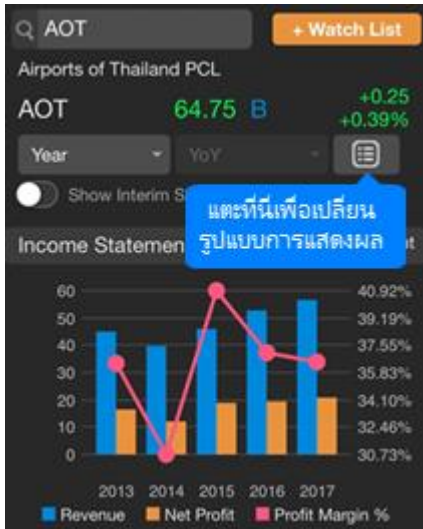 AOT
+ Watch List
Airports of Thailand PCL
AOT 64.75 B +0.25
+0.39%
Year YoY
Show Interim S
แตะที่นี่เพื่อเปลี่ยน
รูปแบบการแสดงผล
Income Statemen t
60 40.92%
50 39.19%
40 37.55%
30 35.83%
20 34.10%
10 32.46%
0 30.73%
2013 2014 2015 2016 2017
Revenue Net Profit Profit Margin %